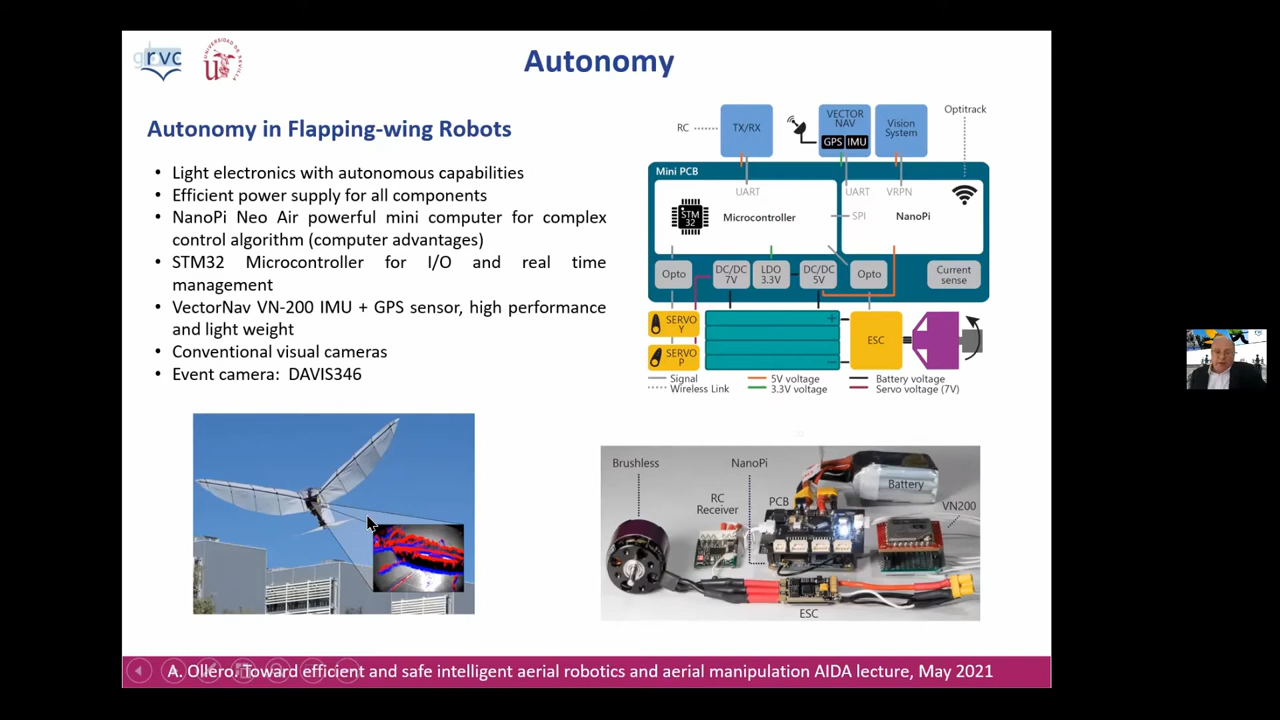 grvc
UNIVERSIDAD DE SEVILLA
Autonomy
Autonomy in Flapping-wing Robots
• Light electronics with autonomous capabilities
• Efficient power supply for all components
• NanoPi Neo Air powerful mini computer for complex
control algorithm (computer advantages)
• STM32 Microcontroller for I/O and real time
management
• VectorNav VN-200 IMU + GPS sensor, high performance
and light weight
• Conventional visual cameras
• Event camera: DAVIS346
Optitrack
RC
TX/RX
VECTOR
NAV
GPS IMU
Vision
System
Mini PCB
UART
UART
VRPN
STM
32
Microcontroller
SPI
NanoPi
Opto
DC/DC
7V
LDO
3.3V
DC/DC
5V
Opto
Current
sense
SERVO
Y
SERVO
P
+
−
ESC
Signal
Wireless Link
5V voltage
3.3V voltage
Battery voltage
Servo voltage (7V)
Brushless
NanoPi
RC
Receiver
PCB
Battery
VN200
ESC
A. Ollero. Toward efficient and safe intelligent aerial robotics and aerial manipulation AIDA lecture, May 2021